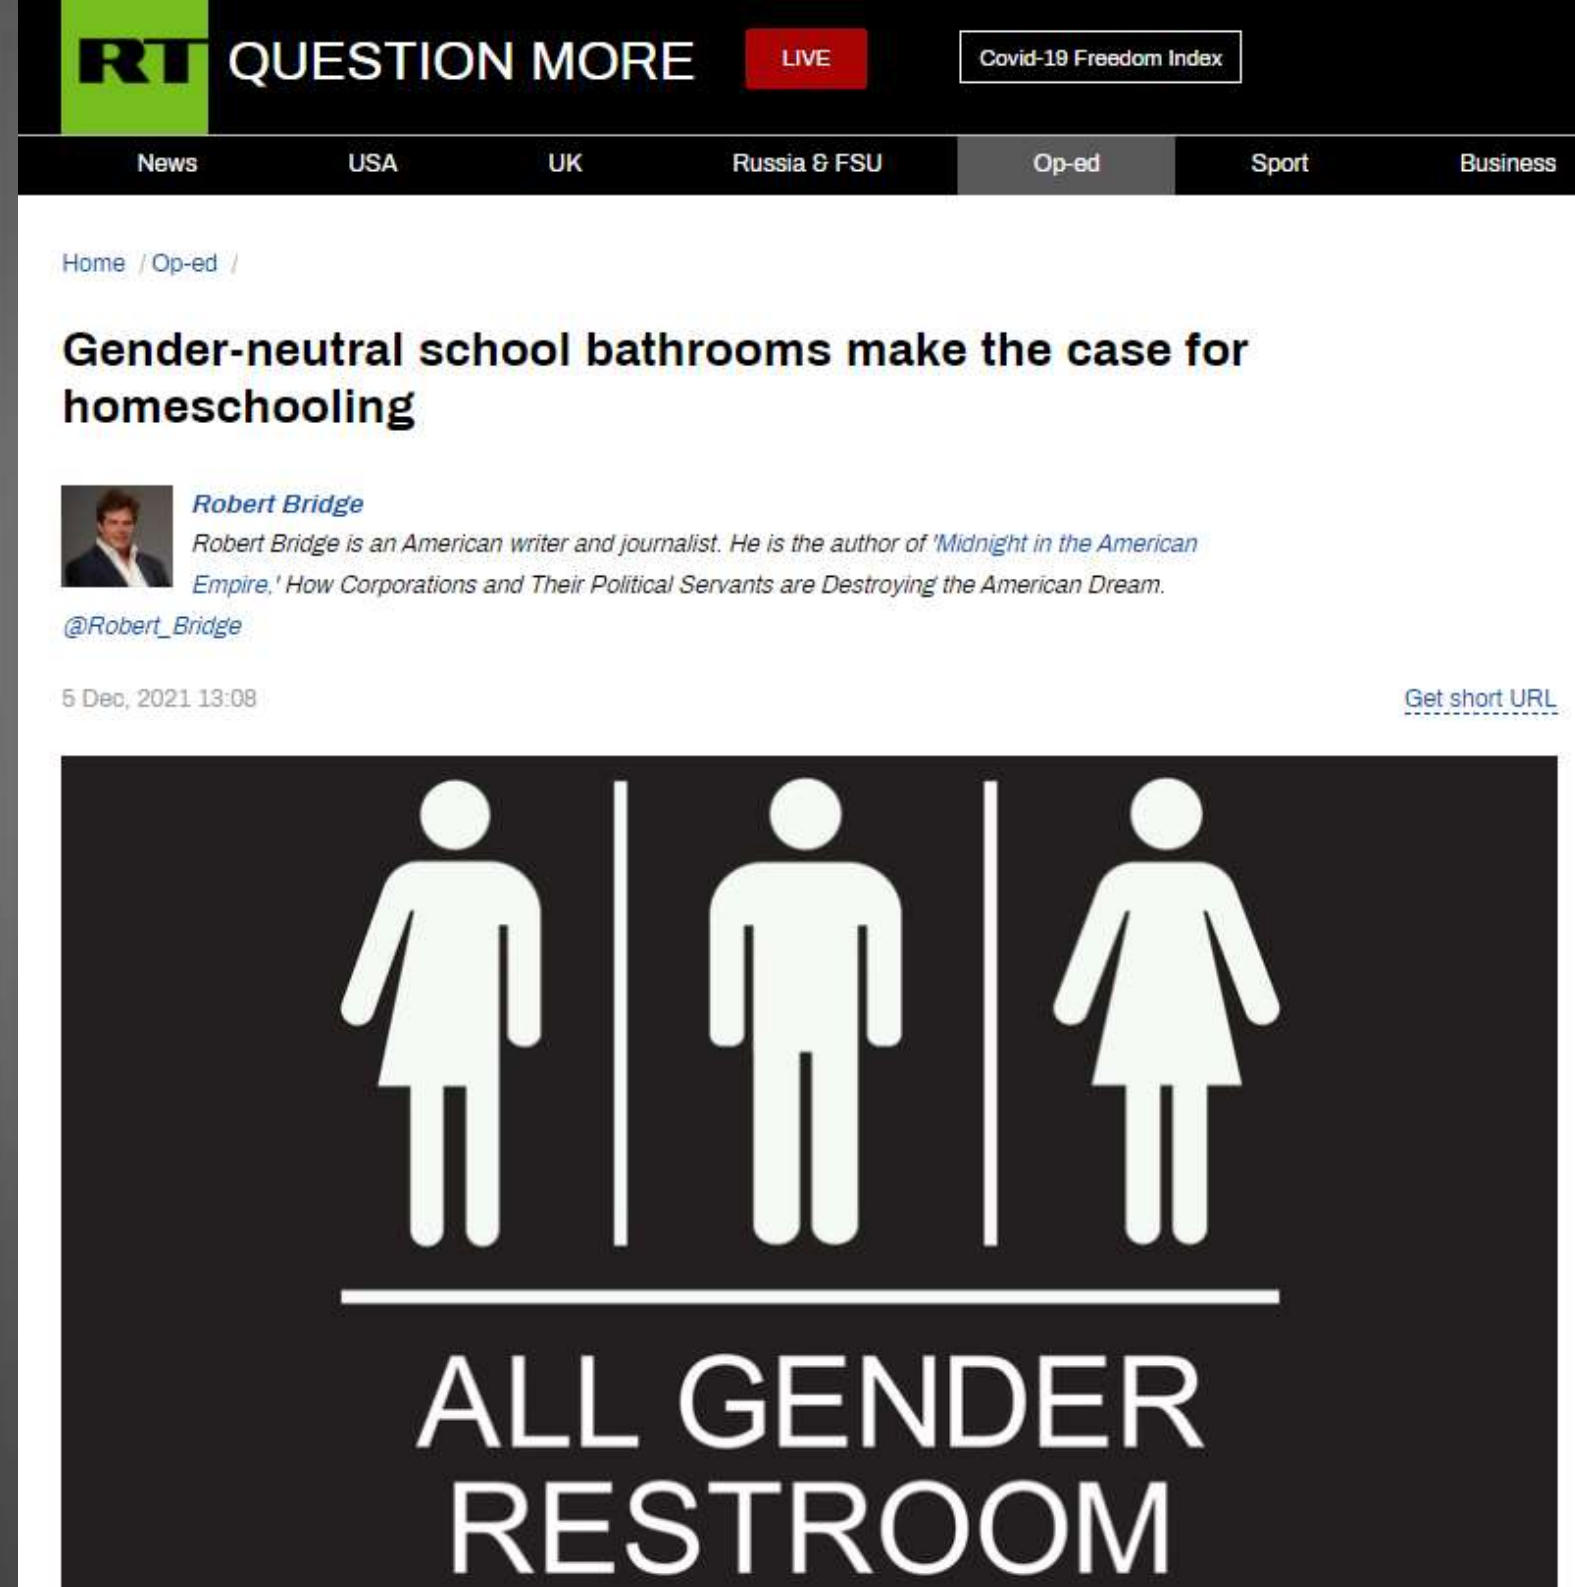 RT QUESTION MORE LIVE Covid-19 Freedom Index
News USA UK Russia & FSU Op-ed Sport Business
Home / Op-ed /
Gender-neutral school bathrooms make the case for
homeschooling
Robert Bridge
Robert Bridge is an American writer and journalist. He is the author of 'Midnight in the American
Empire,' How Corporations and Their Political Servants are Destroying the American Dream.
@Robert_Bridge
5 Dec, 2021 13:08 Get short URL
ALL GENDER
RESTROOM